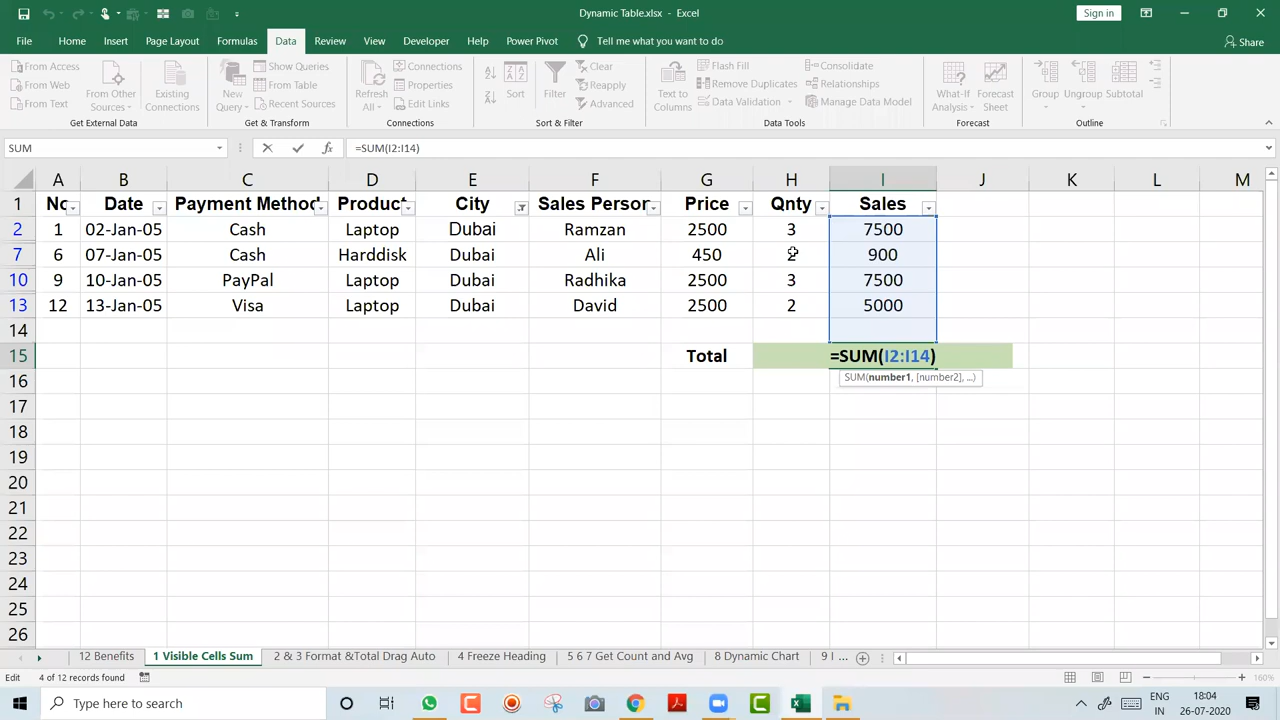 Dynamic Table.xlsx - Excel
Sign in
File Home Insert Page Layout Formulas Data Review View Developer Help Power Pivot Tell me what you want to do Share
From Access
From Web
From Text
From Other Sources
Existing Connections
Get External Data
New Query
Show Queries
From Table
Recent Sources
Get & Transform
Refresh All
Connections
Properties
Edit Links
Connections
Sort
Filter
Clear
Reapply
Advanced
Sort & Filter
Text to Columns
Flash Fill
Remove Duplicates
Data Validation
Consolidate
Relationships
Manage Data Model
Data Tools
What-If Analysis
Forecast Sheet
Forecast
Group
Ungroup
Subtotal
Outline
SUM fx =SUM(I2:I14)
A B C D E F G H I J K L M
1 No Date Payment Method Product City Sales Person Price Qnty Sales
2 1 02-Jan-05 Cash Laptop Dubai Ramzan 2500 3 7500
7 6 07-Jan-05 Cash Harddisk Dubai Ali 450 2 900
10 9 10-Jan-05 PayPal Laptop Dubai Radhika 2500 3 7500
13 12 13-Jan-05 Visa Laptop Dubai David 2500 2 5000
14
15 Total =SUM(I2:I14)
16 SUM(number1, [number2], ...)
17
18
19
20
21
22
23
24
25
26
12 Benefits 1 Visible Cells Sum 2 & 3 Format &Total Drag Auto 4 Freeze Heading 5 6 7 Get Count and Avg 8 Dynamic Chart 9 I ...
Edit 4 of 12 records found 160%
Type here to search
ENG
IN
18:04
26-07-2020